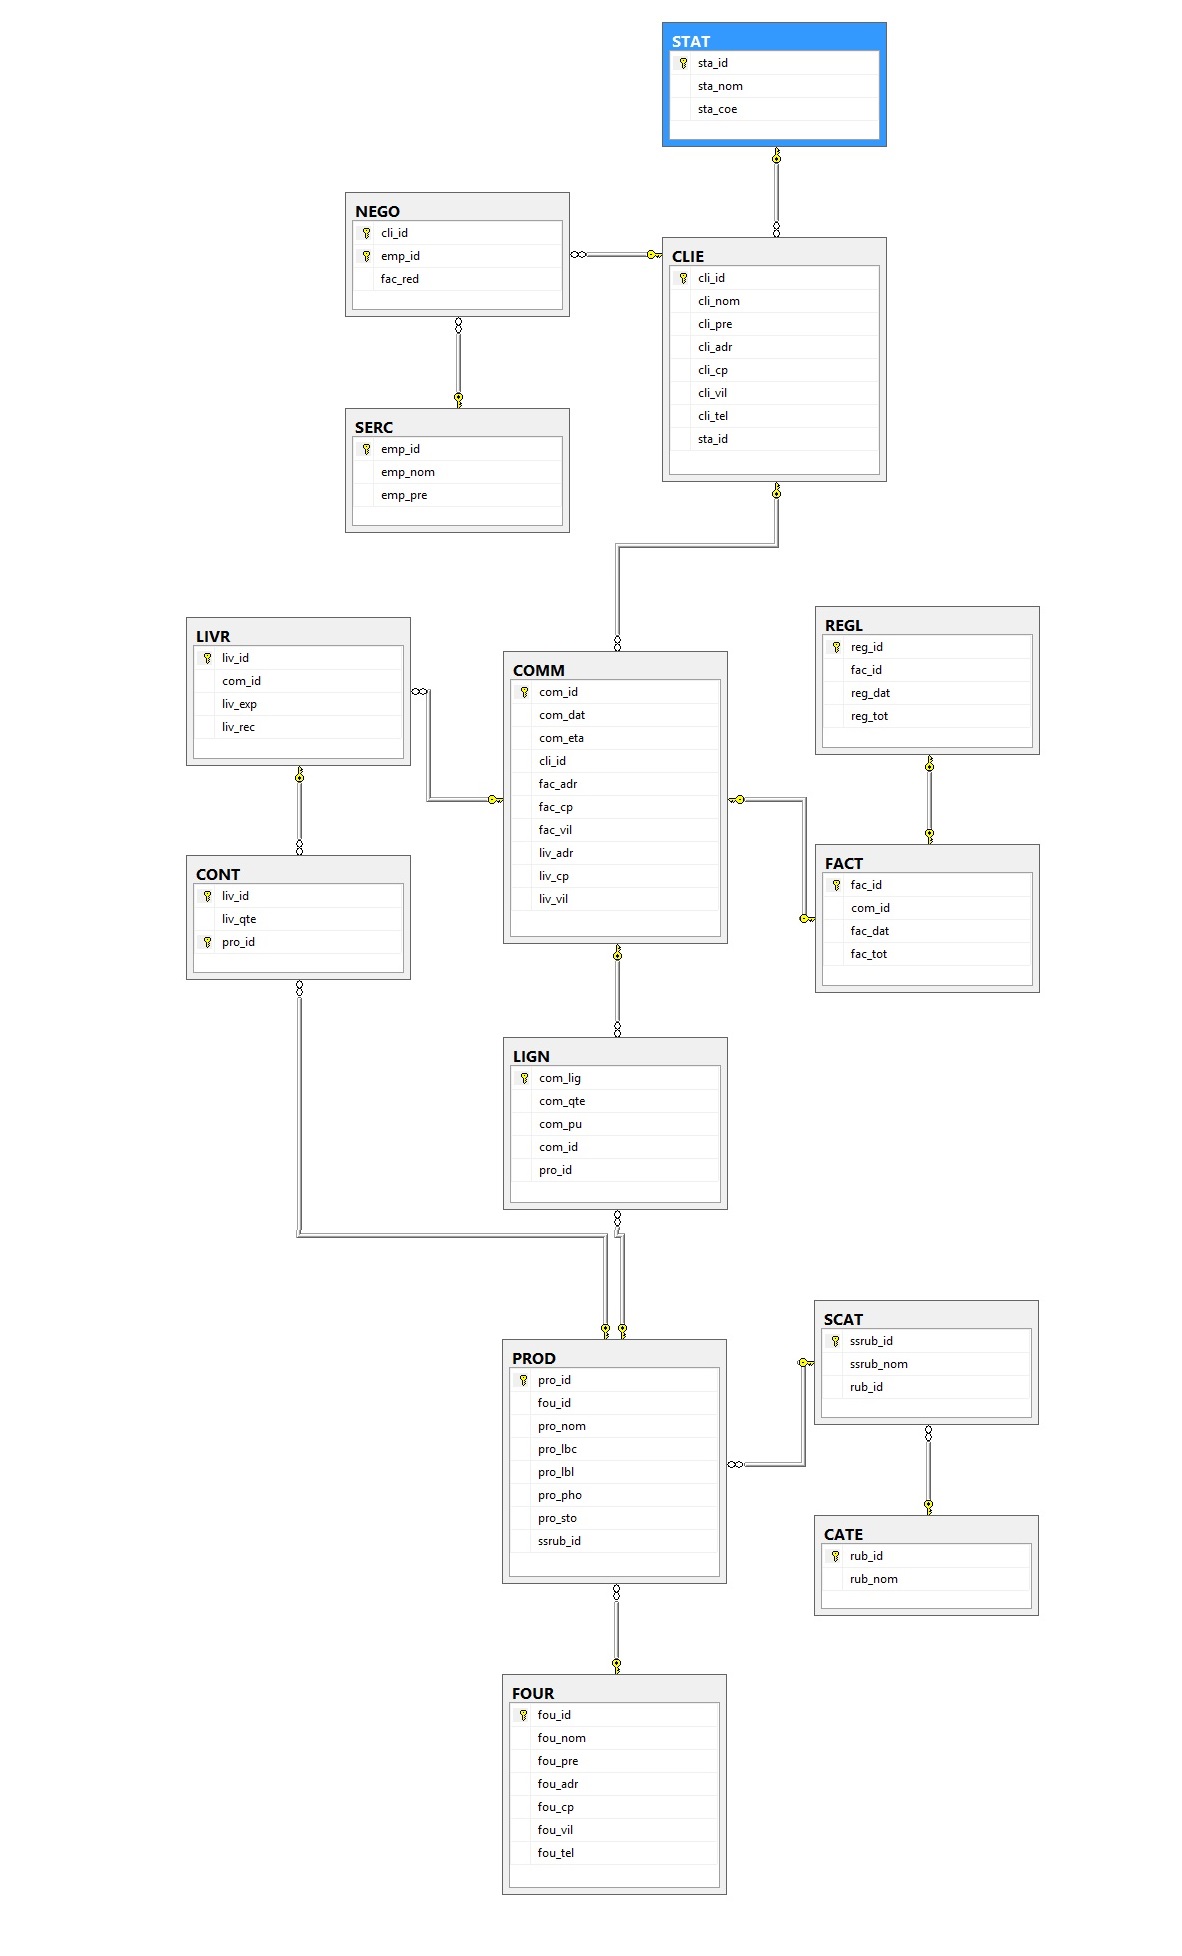 STAT
sta_id
sta_nom
sta_coe
NEGO
cli_id
emp_id
fac_red
CLIE
cli_id
cli_nom
cli_pre
cli_adr
cli_cp
cli_vil
cli_tel
sta_id
SERC
emp_id
emp_nom
emp_pre
LIVR
liv_id
com_id
liv_exp
liv_rec
COMM
com_id
com_dat
com_eta
cli_id
fac_adr
fac_cp
fac_vil
liv_adr
liv_cp
liv_vil
REGL
reg_id
fac_id
reg_dat
reg_tot
CONT
liv_id
liv_qte
pro_id
FACT
fac_id
com_id
fac_dat
fac_tot
LIGN
com_lig
com_qte
com_pu
com_id
pro_id
PROD
pro_id
fou_id
pro_nom
pro_lbc
pro_lbl
pro_pho
pro_sto
ssrub_id
SCAT
ssrub_id
ssrub_nom
rub_id
CATE
rub_id
rub_nom
FOUR
fou_id
fou_nom
fou_pre
fou_adr
fou_cp
fou_vil
fou_tel